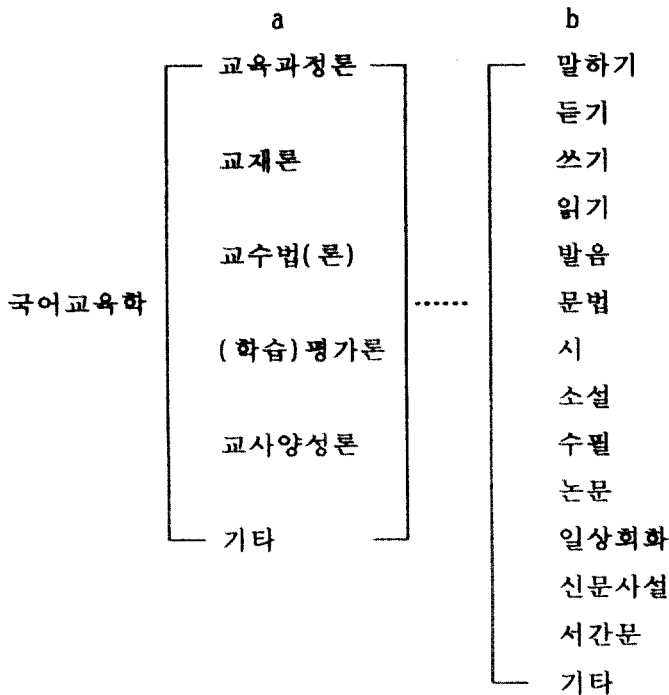 a b
교육과정론 말하기
듣기
교재론 쓰기
읽기
교수법(론) 발음
국어교육학 ...... 문법
(학습)평가론 시
소설
교사양성론 수필
논문
기타 일상회화
신문사설
서간문
기타